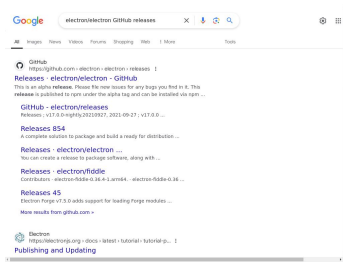 Google
electron/electron GitHub releases
All Images News Videos Forums Shopping Web More Tools
GitHub
https://github.com › electron › electron › releases
Releases · electron/electron - GitHub
This is an alpha release. Please file new issues for any bugs you find in it. This
release is published to npm under the alpha tag and can be installed via npm ...
GitHub - electron/releases
Releases ; v17.0.0-nightly.20210927, 2021-09-27 ; v17.0.0 ...
Releases 854
A complete solution to package and build a ready for distribution ...
Releases · electron/electron ...
You can create a release to package software, along with ...
Releases · electron/fiddle
Contributors · electron-fiddle-0.36.4-1.arm64. · electron-fiddle-0.36 ...
Releases 45
Electron Forge v7.5.0 adds support for loading Forge modules ...
More results from github.com »
Electron
https://electronjs.org › docs › latest › tutorial › tutorial-p...
Publishing and Updating